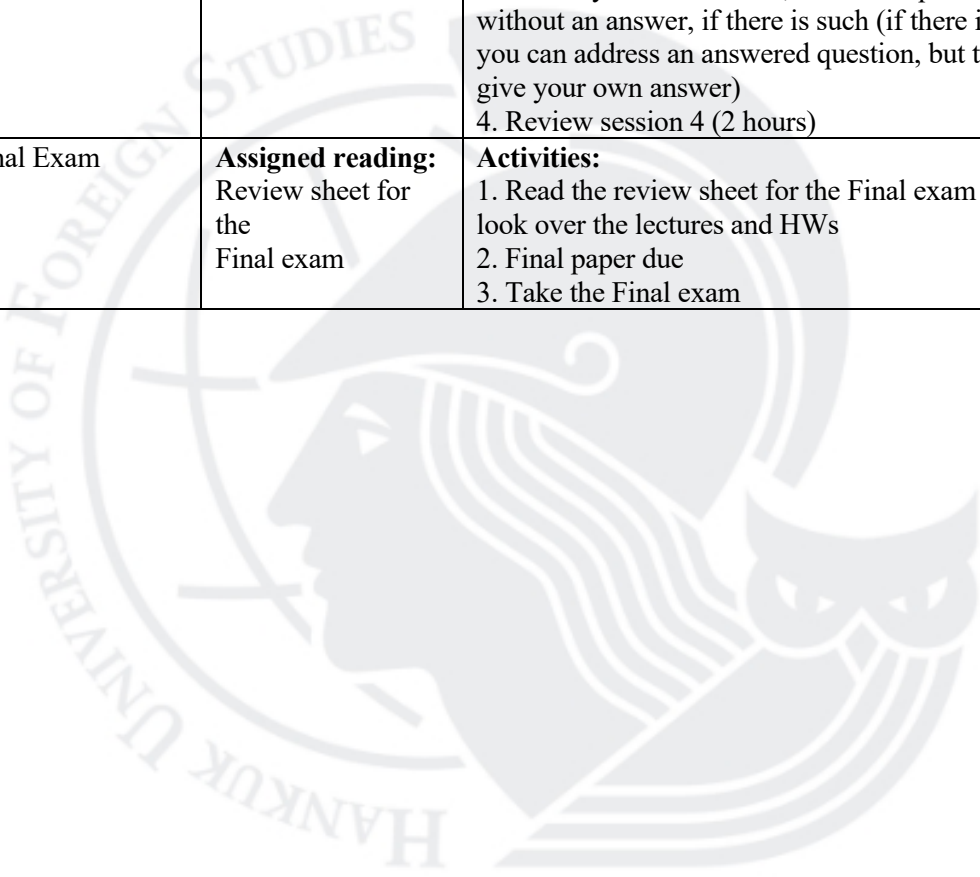 without an answer, if there is such (if there i
you can address an answered question, but t
give your own answer)
4. Review session 4 (2 hours)
nal Exam
Assigned reading:
Review sheet for
the
Final exam
Activities:
1. Read the review sheet for the Final exam
look over the lectures and HWs
2. Final paper due
3. Take the Final exam
HANKUK UNIVERSITY OF FOREIGN STUDIES